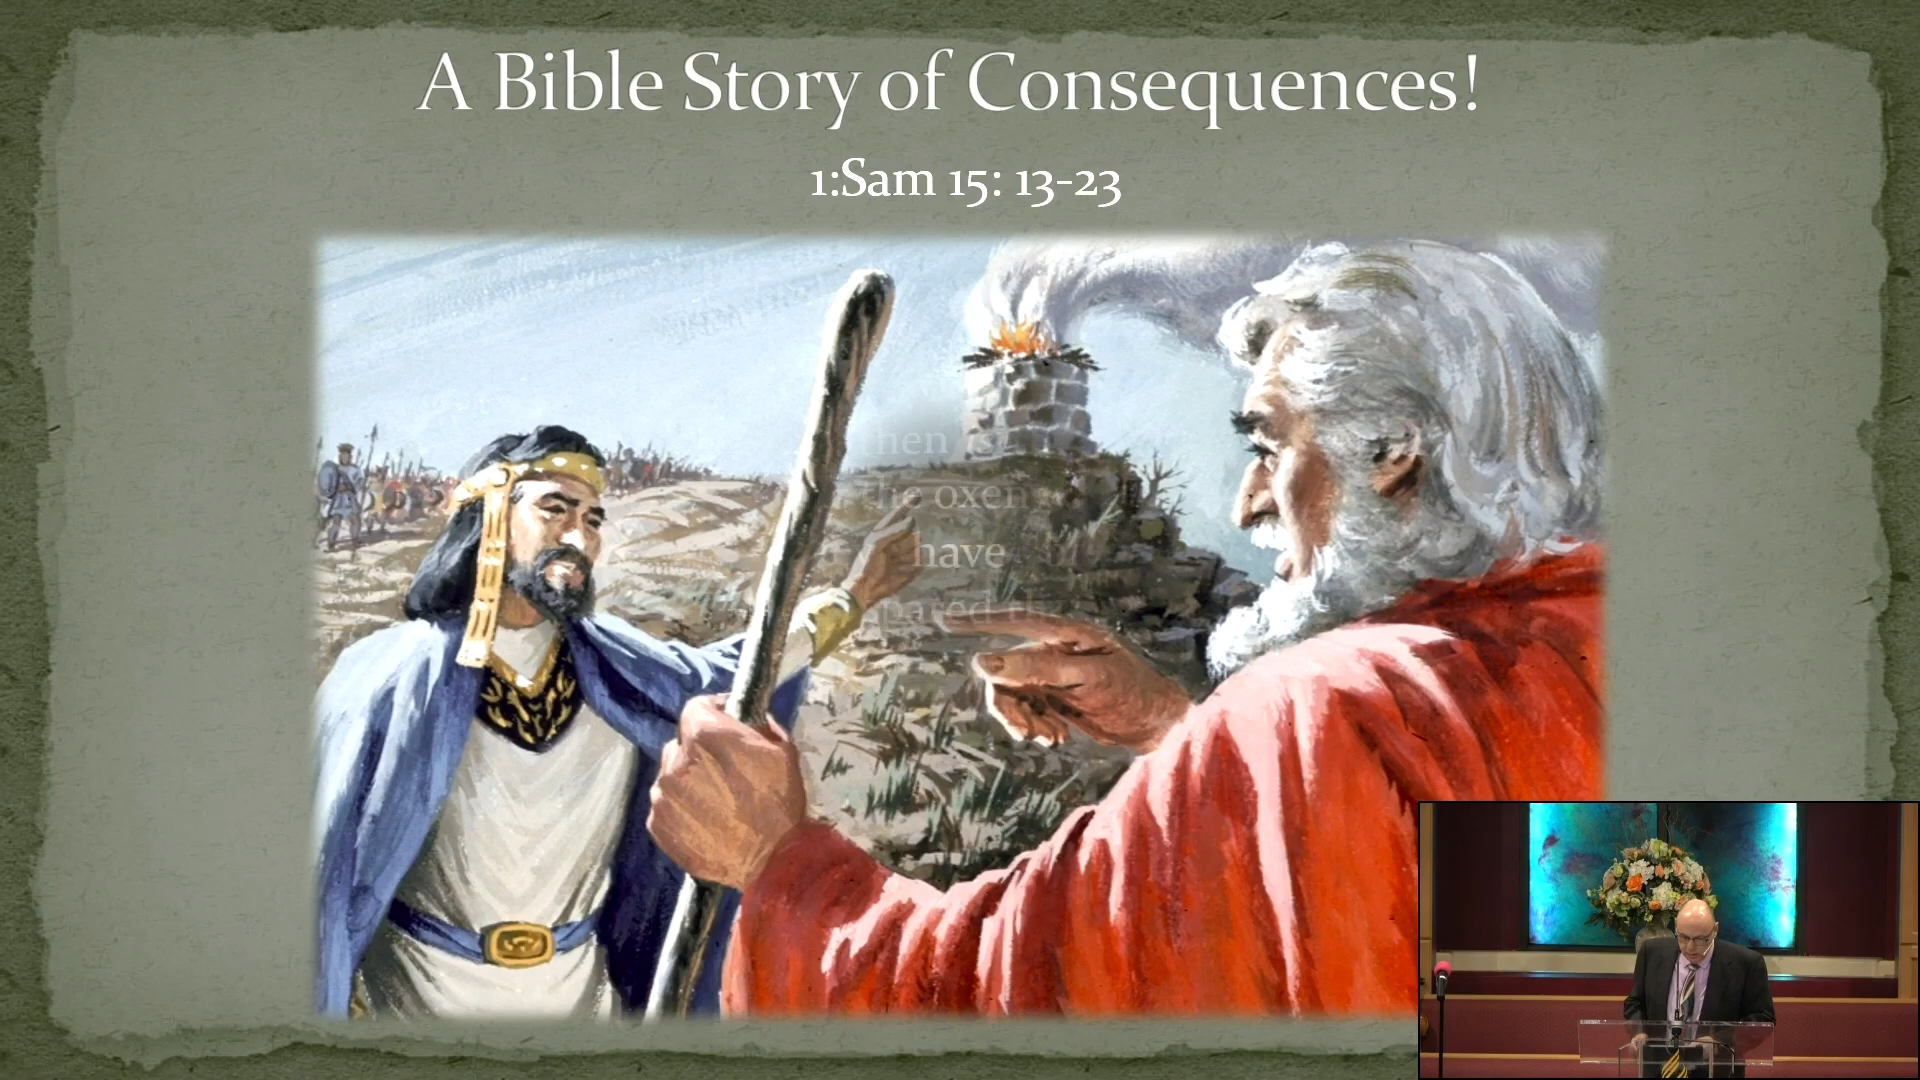 A Bible Story of Consequences!
1:Sam 15: 13-23
the oxen
have